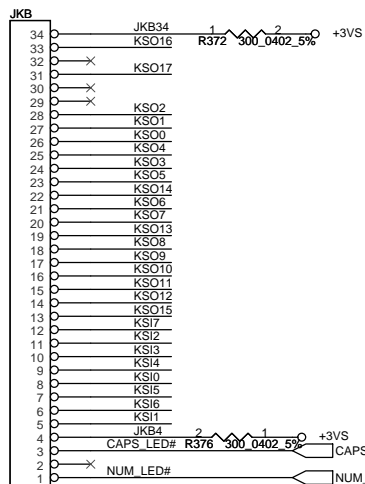 JKB
34 JKB34 1 2 +3VS
33 KSO16 R372 300_0402_5%
32
31 KSO17
30
29
28 KSO2
27 KSO1
26 KSO0
25 KSO4
24 KSO3
23 KSO5
22 KSO14
21 KSO6
20 KSO7
19 KSO13
18 KSO8
17 KSO9
16 KSO10
15 KSO11
14 KSO12
13 KSO15
12 KSI7
11 KSI2
10 KSI3
9 KSI4
8 KSI0
7 KSI5
6 KSI6
5 KSI1
4 JKB4 2 1 +3VS
3 CAPS_LED# R376 300_0402_5% CAPS
2
1 NUM_LED# NUM_